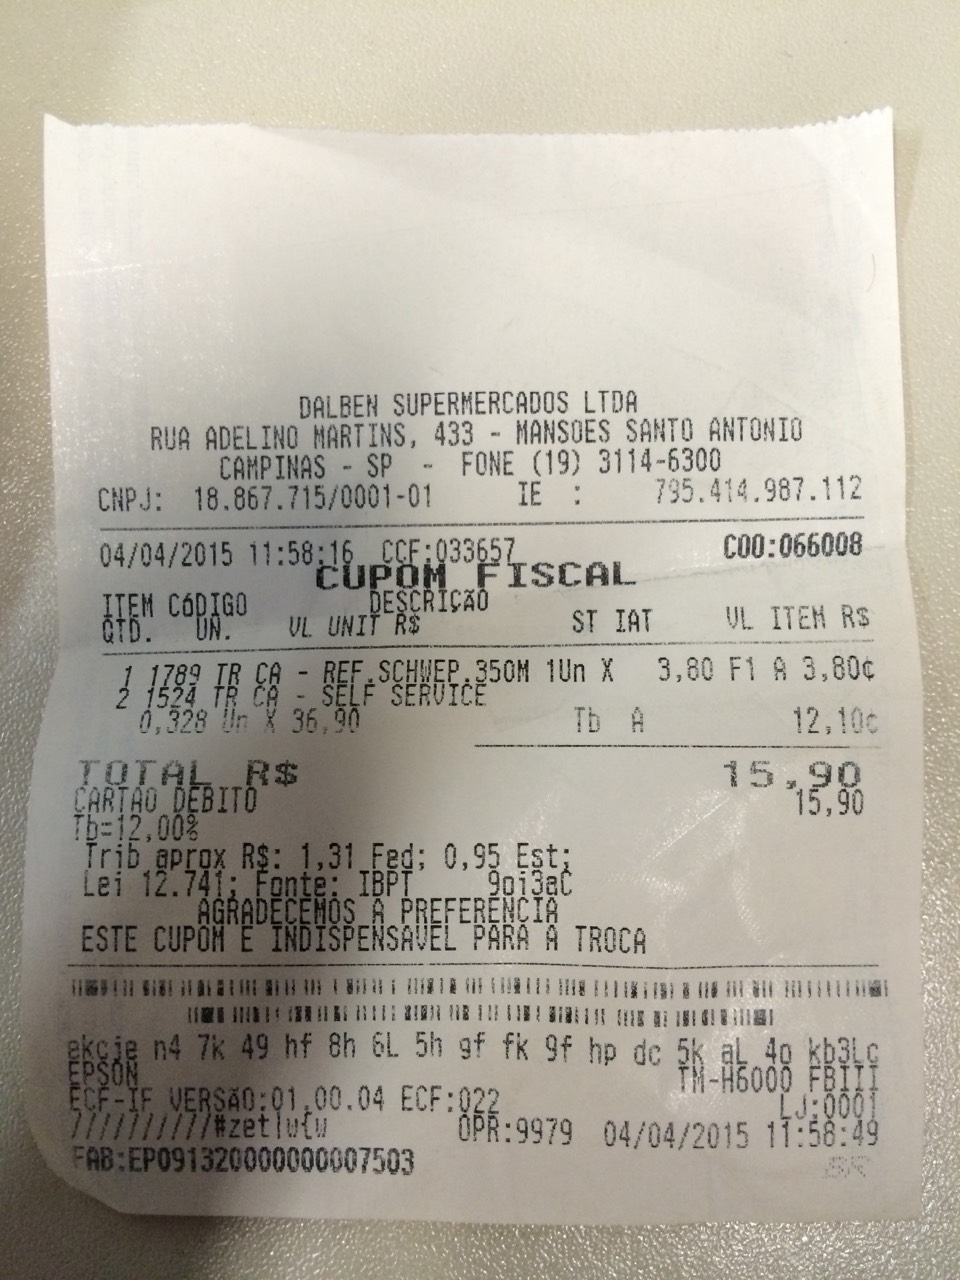 DALBEN SUPERMERCADOS LTDA
RUA ADELINO MARTINS, 433 - MANSOES SANTO ANTONIO
CAMPINAS - SP - FONE (19) 3114-6300
CNPJ: 18.867.715/0001-01 IE : 795.414.987.112
04/04/2015 11:58:16 CCF:033657 COO:066008
CUPOM FISCAL
ITEM CÓDIGO DESCRIÇÃO
QTD. UN. VL UNIT R$ ST IAT VL ITEM R$
1 1789 TR CA - REF.SCHWEP.350M 1Un X 3,80 F1 A 3,80¢
2 1524 TR CA - SELF SERVICE
0,328 Un X 36,90 Tb A 12,10¢
TOTAL R$ 15,90
CARTAO DEBITO 15,90
Tb=12,00%
Trib aprox R$: 1,31 Fed; 0,95 Est;
Lei 12.741; Fonte: IBPT 9oi3aC
AGRADECEMOS A PREFERENCIA
ESTE CUPOM E INDISPENSAVEL PARA A TROCA
ekcje n4 7k 49 hf 8h 6L 5h gf fk 9f hp dc 5k aL 4o kb3Lc
EPSON TM-H6000 FBIII
ECF-IF VERSÃO:01.00.04 ECF:022 LJ:0001
//////////#zet|w{w OPR:9979 04/04/2015 11:58:49
FAB:EP091320000000007503 BR